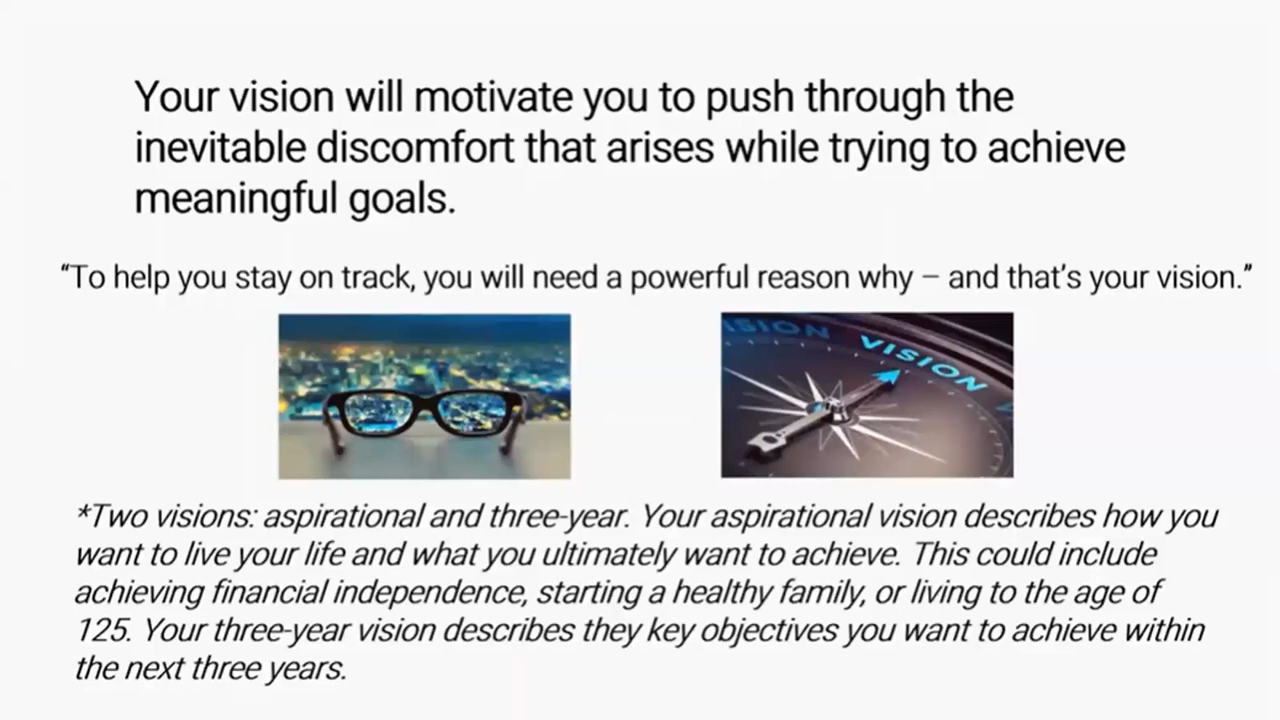 Your vision will motivate you to push through the
inevitable discomfort that arises while trying to achieve
meaningful goals.
“To help you stay on track, you will need a powerful reason why – and that’s your vision.”
ISION
VISION
*Two visions: aspirational and three-year. Your aspirational vision describes how you
want to live your life and what you ultimately want to achieve. This could include
achieving financial independence, starting a healthy family, or living to the age of
125. Your three-year vision describes they key objectives you want to achieve within
the next three years.